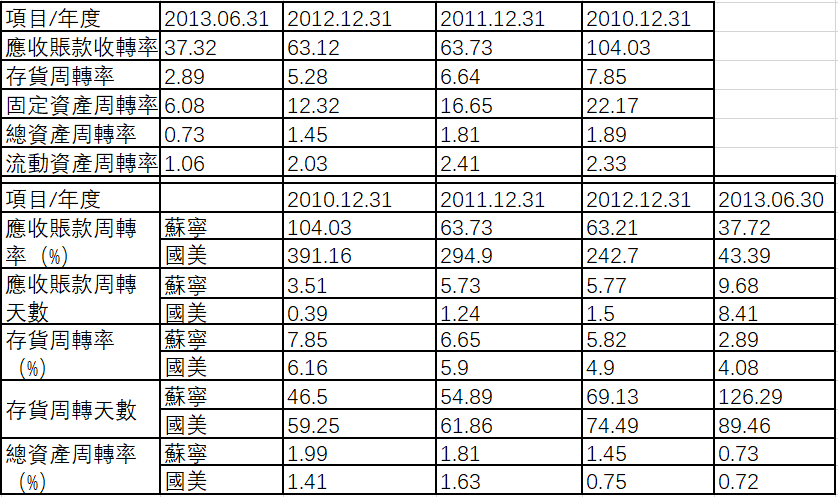 項目/年度 2013.06.31 2012.12.31 2011.12.31 2010.12.31
應收賬款收轉率 37.32 63.12 63.73 104.03
存貨周轉率 2.89 5.28 6.64 7.85
固定資產周轉率 6.08 12.32 16.65 22.17
總資產周轉率 0.73 1.45 1.81 1.89
流動資產周轉率 1.06 2.03 2.41 2.33
項目/年度 2010.12.31 2011.12.31 2012.12.31 2013.06.30
應收賬款周轉
率（%）
蘇寧 104.03 63.73 63.21 37.72
國美 391.16 294.9 242.7 43.39
應收賬款周轉
天數
蘇寧 3.51 5.73 5.77 9.68
國美 0.39 1.24 1.5 8.41
存貨周轉率
（%）
蘇寧 7.85 6.65 5.82 2.89
國美 6.16 5.9 4.9 4.08
存貨周轉天數
蘇寧 46.5 54.89 69.13 126.29
國美 59.25 61.86 74.49 89.46
總資產周轉率
（%）
蘇寧 1.99 1.81 1.45 0.73
國美 1.41 1.63 0.75 0.72